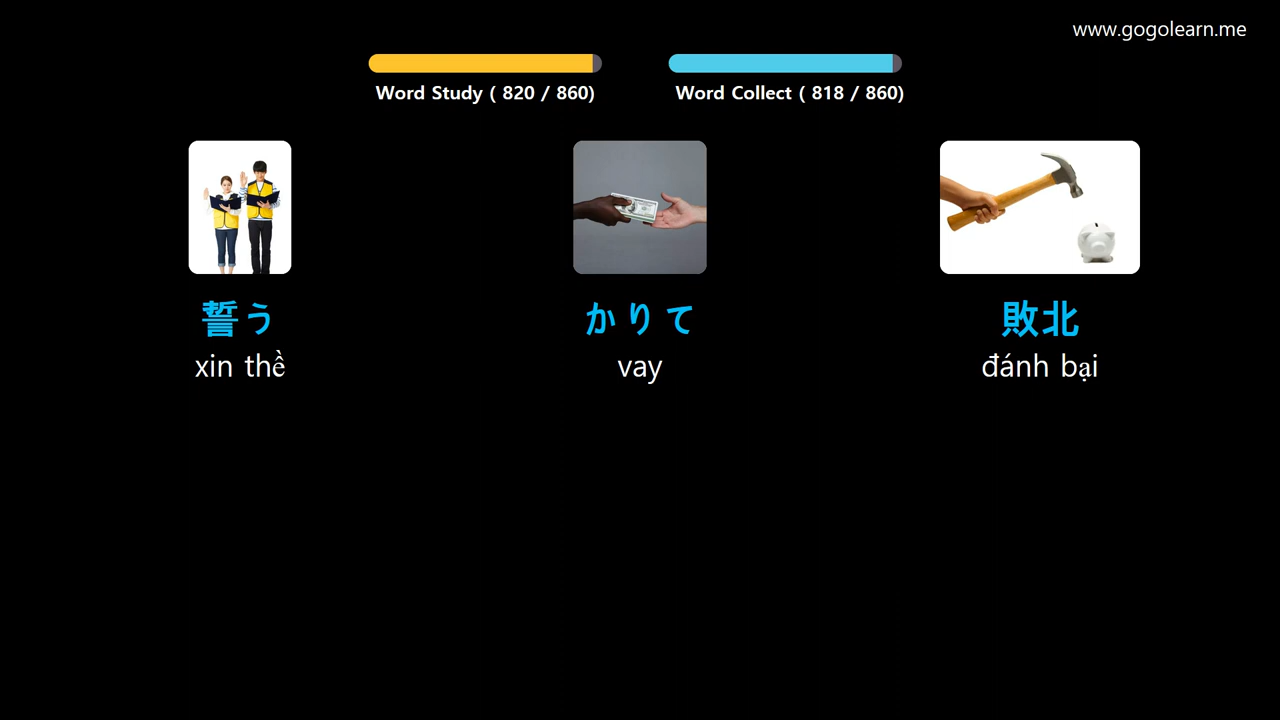 www.gogolearn.me
Word Study ( 820 / 860)
Word Collect ( 818 / 860)
誓う
かりて
敗北
xin thề
vay
đánh bại